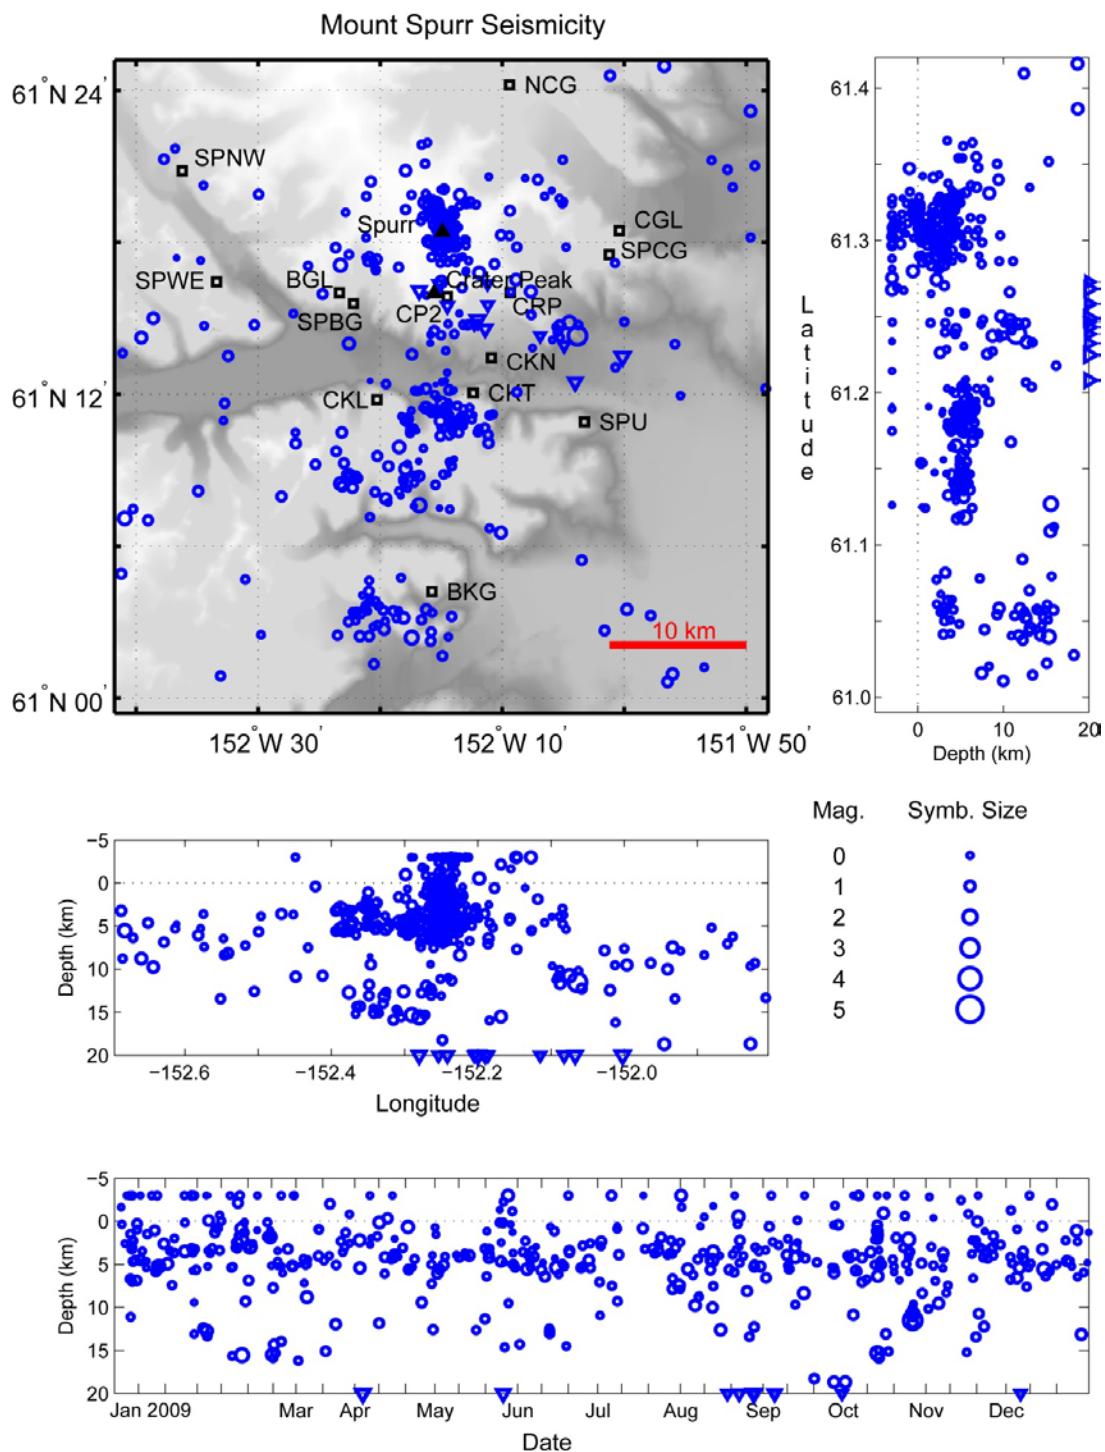 Mount Spurr Seismicity
61°N 24'
61°N 12'
61°N 00'
152°W 30'
152°W 10'
151°W 50'
NCG
SPNW
Spurr
CGL
SPCG
SPWE
BGL
Crater Peak
SPBG
CP2
CRP
CKN
CKL
CKT
SPU
BKG
10 km
61.4
61.3
61.2
61.1
61.0
Latitude
0
10
20
Depth (km)
Mag. Symb. Size
0
1
2
3
4
5
−5
0
5
10
15
20
Depth (km)
−152.6
−152.4
−152.2
−152.0
Longitude
−5
0
5
10
15
20
Depth (km)
Jan 2009
Mar
Apr
May
Jun
Jul
Aug
Sep
Oct
Nov
Dec
Date